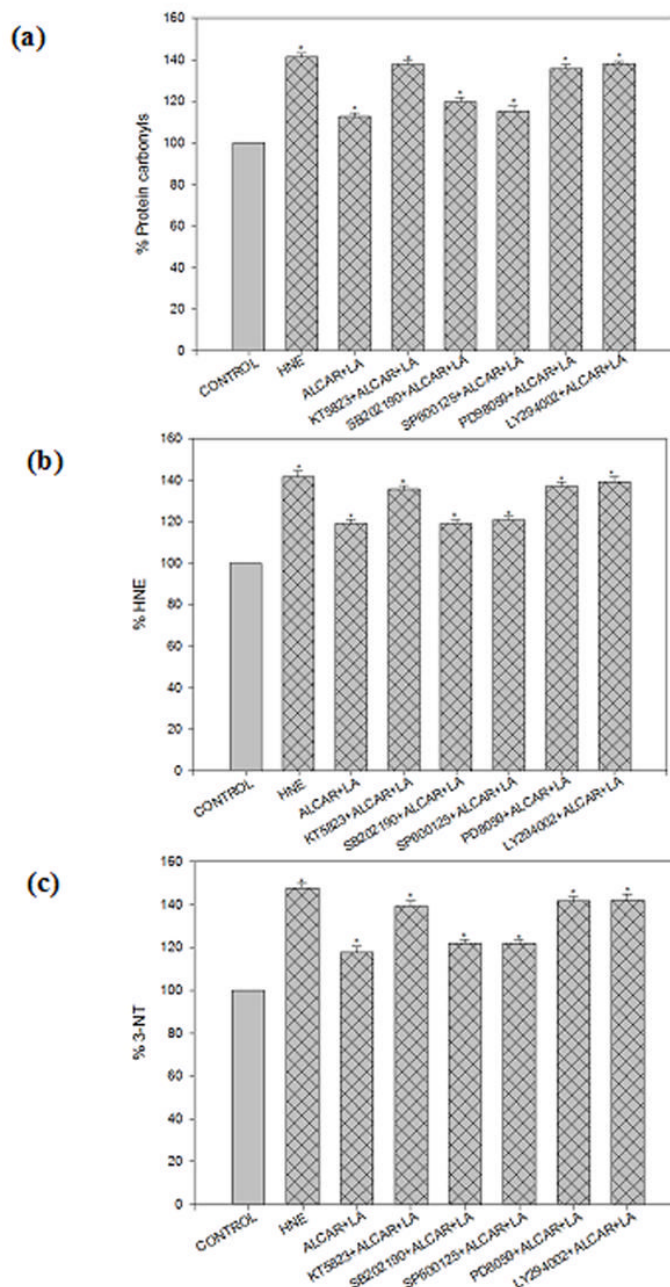 (a)
% Protein carbonyls
160
140
120
100
80
60
40
20
0
* * * * * * *
CONTROL
HNE
ALCAR+LA
KT5823+ALCAR+LA
SB202190+ALCAR+LA
SP600125+ALCAR+LA
PD98059+ALCAR+LA
LY294002+ALCAR+LA
(b)
% HNE
160
140
120
100
80
60
40
20
0
* * * * * * *
CONTROL
HNE
ALCAR+LA
KT5823+ALCAR+LA
SB202190+ALCAR+LA
SP600125+ALCAR+LA
PD8059+ALCAR+LA
LY294002+ALCAR+LA
(c)
% 3-NT
160
140
120
100
80
60
40
20
0
* * * * * * *
CONTROL
HNE
ALCAR+LA
KT5823+ALCAR+LA
SB202190+ALCAR+LA
SP600125+ALCAR+LA
PD8059+ALCAR+LA
LY294002+ALCAR+LA